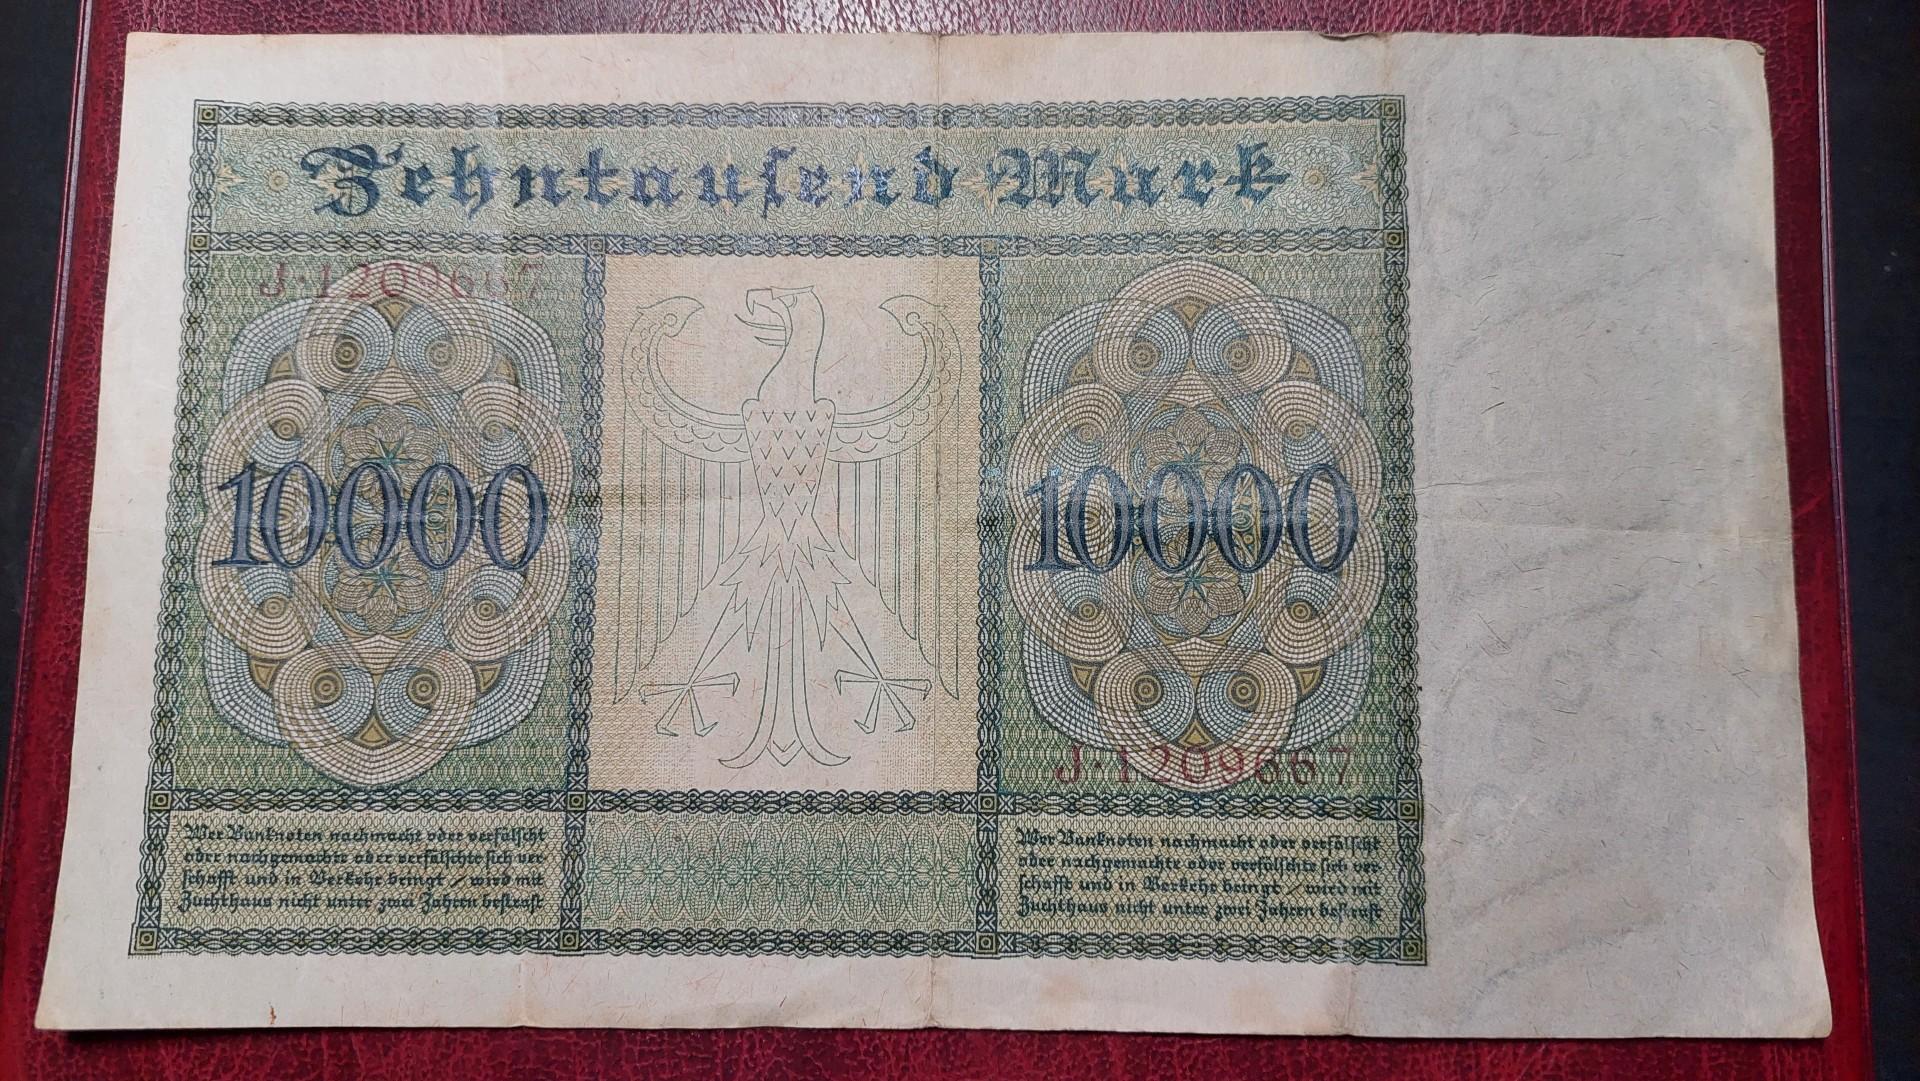 Zehntausend Mark
J·1209667
10000
10000
J·1209667
Wer Banknoten nachmacht oder verfälscht
oder nachgemachte oder verfälschte sich ver-
schafft und in Verkehr bringt / wird mit
Zuchthaus nicht unter zwei Jahren bestraft
Wer Banknoten nachmacht oder verfälscht
oder nachgemachte oder verfälschte sich ver-
schafft und in Verkehr bringt / wird mit
Zuchthaus nicht unter zwei Jahren bestraft